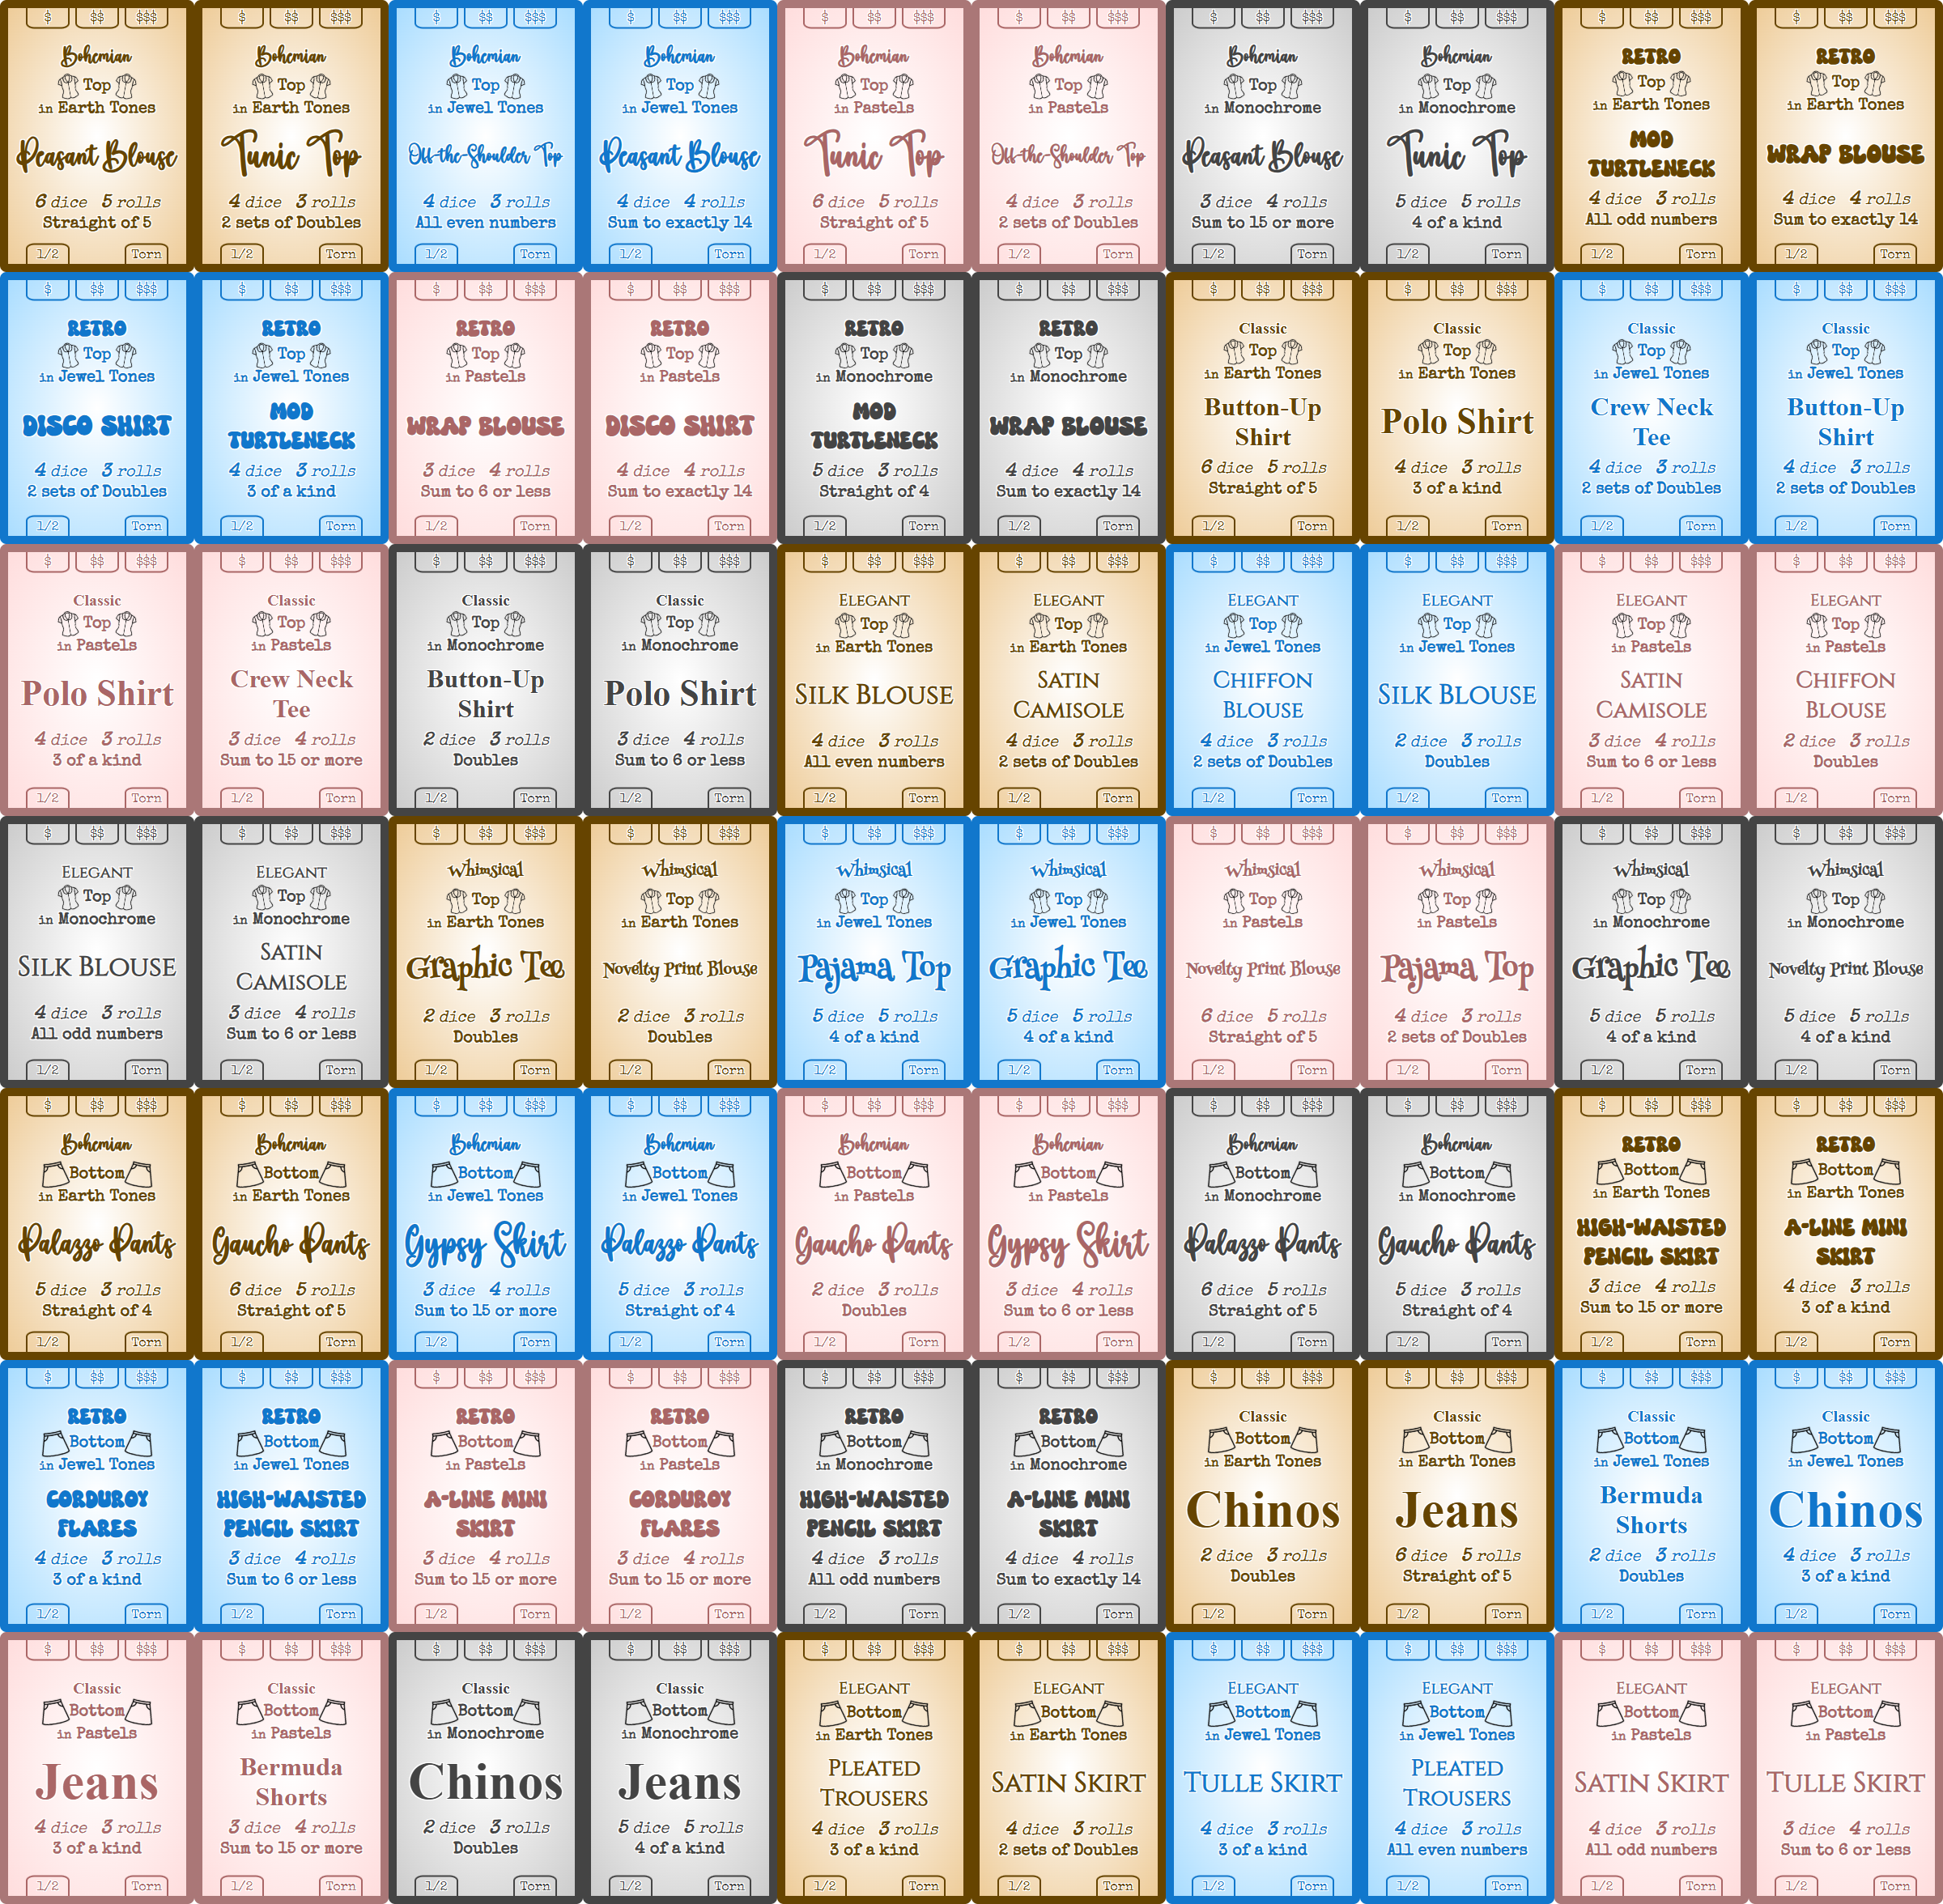 $ $$ $$$
Bohemian
Top
in Earth Tones
Peasant Blouse
6 dice 5 rolls
Straight of 5
1/2 Torn
$ $$ $$$
Bohemian
Top
in Earth Tones
Tunic Top
4 dice 3 rolls
2 sets of Doubles
1/2 Torn
$ $$ $$$
Bohemian
Top
in Jewel Tones
Off-the-Shoulder Top
4 dice 3 rolls
All even numbers
1/2 Torn
$ $$ $$$
Bohemian
Top
in Jewel Tones
Peasant Blouse
4 dice 4 rolls
Sum to exactly 14
1/2 Torn
$ $$ $$$
Bohemian
Top
in Pastels
Tunic Top
6 dice 5 rolls
Straight of 5
1/2 Torn
$ $$ $$$
Bohemian
Top
in Pastels
Off-the-Shoulder Top
4 dice 3 rolls
2 sets of Doubles
1/2 Torn
$ $$ $$$
Bohemian
Top
in Monochrome
Peasant Blouse
3 dice 4 rolls
Sum to 15 or more
1/2 Torn
$ $$ $$$
Bohemian
Top
in Monochrome
Tunic Top
5 dice 5 rolls
4 of a kind
1/2 Torn
$ $$ $$$
RETRO
Top
in Earth Tones
MOD
TURTLENECK
4 dice 3 rolls
All odd numbers
1/2 Torn
$ $$ $$$
RETRO
Top
in Earth Tones
WRAP BLOUSE
4 dice 4 rolls
Sum to exactly 14
1/2 Torn
$ $$ $$$
RETRO
Top
in Jewel Tones
DISCO SHIRT
4 dice 3 rolls
2 sets of Doubles
1/2 Torn
$ $$ $$$
RETRO
Top
in Jewel Tones
MOD
TURTLENECK
4 dice 3 rolls
3 of a kind
1/2 Torn
$ $$ $$$
RETRO
Top
in Pastels
WRAP BLOUSE
3 dice 4 rolls
Sum to 6 or less
1/2 Torn
$ $$ $$$
RETRO
Top
in Pastels
DISCO SHIRT
4 dice 4 rolls
Sum to exactly 14
1/2 Torn
$ $$ $$$
RETRO
Top
in Monochrome
MOD
TURTLENECK
5 dice 3 rolls
Straight of 4
1/2 Torn
$ $$ $$$
RETRO
Top
in Monochrome
WRAP BLOUSE
4 dice 4 rolls
Sum to exactly 14
1/2 Torn
$ $$ $$$
Classic
Top
in Earth Tones
Button-Up
Shirt
6 dice 5 rolls
Straight of 5
1/2 Torn
$ $$ $$$
Classic
Top
in Earth Tones
Polo Shirt
4 dice 3 rolls
3 of a kind
1/2 Torn
$ $$ $$$
Classic
Top
in Jewel Tones
Crew Neck
Tee
4 dice 3 rolls
2 sets of Doubles
1/2 Torn
$ $$ $$$
Classic
Top
in Jewel Tones
Button-Up
Shirt
4 dice 3 rolls
2 sets of Doubles
1/2 Torn
$ $$ $$$
Classic
Top
in Pastels
Polo Shirt
4 dice 3 rolls
3 of a kind
1/2 Torn
$ $$ $$$
Classic
Top
in Pastels
Crew Neck
Tee
3 dice 4 rolls
Sum to 15 or more
1/2 Torn
$ $$ $$$
Classic
Top
in Monochrome
Button-Up
Shirt
2 dice 3 rolls
Doubles
1/2 Torn
$ $$ $$$
Classic
Top
in Monochrome
Polo Shirt
3 dice 4 rolls
Sum to 6 or less
1/2 Torn
$ $$ $$$
ELEGANT
Top
in Earth Tones
SILK BLOUSE
4 dice 3 rolls
All even numbers
1/2 Torn
$ $$ $$$
ELEGANT
Top
in Earth Tones
SATIN
CAMISOLE
4 dice 3 rolls
2 sets of Doubles
1/2 Torn
$ $$ $$$
ELEGANT
Top
in Jewel Tones
CHIFFON
BLOUSE
4 dice 3 rolls
2 sets of Doubles
1/2 Torn
$ $$ $$$
ELEGANT
Top
in Jewel Tones
SILK BLOUSE
2 dice 3 rolls
Doubles
1/2 Torn
$ $$ $$$
ELEGANT
Top
in Pastels
SATIN
CAMISOLE
3 dice 4 rolls
Sum to 6 or less
1/2 Torn
$ $$ $$$
ELEGANT
Top
in Pastels
CHIFFON
BLOUSE
2 dice 3 rolls
Doubles
1/2 Torn
$ $$ $$$
ELEGANT
Top
in Monochrome
SILK BLOUSE
4 dice 3 rolls
All odd numbers
1/2 Torn
$ $$ $$$
ELEGANT
Top
in Monochrome
SATIN
CAMISOLE
3 dice 4 rolls
Sum to 6 or less
1/2 Torn
$ $$ $$$
Whimsical
Top
in Earth Tones
Graphic Tee
2 dice 3 rolls
Doubles
1/2 Torn
$ $$ $$$
Whimsical
Top
in Earth Tones
Novelty Print Blouse
2 dice 3 rolls
Doubles
1/2 Torn
$ $$ $$$
Whimsical
Top
in Jewel Tones
Pajama Top
5 dice 5 rolls
4 of a kind
1/2 Torn
$ $$ $$$
Whimsical
Top
in Jewel Tones
Graphic Tee
5 dice 5 rolls
4 of a kind
1/2 Torn
$ $$ $$$
Whimsical
Top
in Pastels
Novelty Print Blouse
6 dice 5 rolls
Straight of 5
1/2 Torn
$ $$ $$$
Whimsical
Top
in Pastels
Pajama Top
4 dice 3 rolls
2 sets of Doubles
1/2 Torn
$ $$ $$$
Whimsical
Top
in Monochrome
Graphic Tee
5 dice 5 rolls
4 of a kind
1/2 Torn
$ $$ $$$
Whimsical
Top
in Monochrome
Novelty Print Blouse
5 dice 5 rolls
4 of a kind
1/2 Torn
$ $$ $$$
Bohemian
Bottom
in Earth Tones
Palazzo Pants
5 dice 3 rolls
Straight of 4
1/2 Torn
$ $$ $$$
Bohemian
Bottom
in Earth Tones
Gaucho Pants
6 dice 5 rolls
Straight of 5
1/2 Torn
$ $$ $$$
Bohemian
Bottom
in Jewel Tones
Gypsy Skirt
3 dice 4 rolls
Sum to 15 or more
1/2 Torn
$ $$ $$$
Bohemian
Bottom
in Jewel Tones
Palazzo Pants
5 dice 3 rolls
Straight of 4
1/2 Torn
$ $$ $$$
Bohemian
Bottom
in Pastels
Gaucho Pants
2 dice 3 rolls
Doubles
1/2 Torn
$ $$ $$$
Bohemian
Bottom
in Pastels
Gypsy Skirt
3 dice 4 rolls
Sum to 6 or less
1/2 Torn
$ $$ $$$
Bohemian
Bottom
in Monochrome
Palazzo Pants
6 dice 5 rolls
Straight of 5
1/2 Torn
$ $$ $$$
Bohemian
Bottom
in Monochrome
Gaucho Pants
5 dice 3 rolls
Straight of 4
1/2 Torn
$ $$ $$$
RETRO
Bottom
in Earth Tones
HIGH-WAISTED
PENCIL SKIRT
3 dice 4 rolls
Sum to 15 or more
1/2 Torn
$ $$ $$$
RETRO
Bottom
in Earth Tones
A-LINE MINI
SKIRT
4 dice 3 rolls
3 of a kind
1/2 Torn
$ $$ $$$
RETRO
Bottom
in Jewel Tones
CORDUROY
FLARES
4 dice 3 rolls
3 of a kind
1/2 Torn
$ $$ $$$
RETRO
Bottom
in Jewel Tones
HIGH-WAISTED
PENCIL SKIRT
3 dice 4 rolls
Sum to 6 or less
1/2 Torn
$ $$ $$$
RETRO
Bottom
in Pastels
A-LINE MINI
SKIRT
3 dice 4 rolls
Sum to 15 or more
1/2 Torn
$ $$ $$$
RETRO
Bottom
in Pastels
CORDUROY
FLARES
3 dice 4 rolls
Sum to 15 or more
1/2 Torn
$ $$ $$$
RETRO
Bottom
in Monochrome
HIGH-WAISTED
PENCIL SKIRT
4 dice 3 rolls
All odd numbers
1/2 Torn
$ $$ $$$
RETRO
Bottom
in Monochrome
A-LINE MINI
SKIRT
4 dice 4 rolls
Sum to exactly 14
1/2 Torn
$ $$ $$$
Classic
Bottom
in Earth Tones
Chinos
2 dice 3 rolls
Doubles
1/2 Torn
$ $$ $$$
Classic
Bottom
in Earth Tones
Jeans
6 dice 5 rolls
Straight of 5
1/2 Torn
$ $$ $$$
Classic
Bottom
in Jewel Tones
Bermuda
Shorts
2 dice 3 rolls
Doubles
1/2 Torn
$ $$ $$$
Classic
Bottom
in Jewel Tones
Chinos
4 dice 3 rolls
3 of a kind
1/2 Torn
$ $$ $$$
Classic
Bottom
in Pastels
Jeans
4 dice 3 rolls
3 of a kind
1/2 Torn
$ $$ $$$
Classic
Bottom
in Pastels
Bermuda
Shorts
3 dice 4 rolls
Sum to 15 or more
1/2 Torn
$ $$ $$$
Classic
Bottom
in Monochrome
Chinos
2 dice 3 rolls
Doubles
1/2 Torn
$ $$ $$$
Classic
Bottom
in Monochrome
Jeans
5 dice 5 rolls
4 of a kind
1/2 Torn
$ $$ $$$
ELEGANT
Bottom
in Earth Tones
PLEATED
TROUSERS
4 dice 3 rolls
3 of a kind
1/2 Torn
$ $$ $$$
ELEGANT
Bottom
in Earth Tones
SATIN SKIRT
4 dice 3 rolls
2 sets of Doubles
1/2 Torn
$ $$ $$$
ELEGANT
Bottom
in Jewel Tones
TULLE SKIRT
4 dice 3 rolls
3 of a kind
1/2 Torn
$ $$ $$$
ELEGANT
Bottom
in Jewel Tones
PLEATED
TROUSERS
4 dice 3 rolls
All even numbers
1/2 Torn
$ $$ $$$
ELEGANT
Bottom
in Pastels
SATIN SKIRT
4 dice 3 rolls
All odd numbers
1/2 Torn
$ $$ $$$
ELEGANT
Bottom
in Pastels
TULLE SKIRT
3 dice 4 rolls
Sum to 6 or less
1/2 Torn